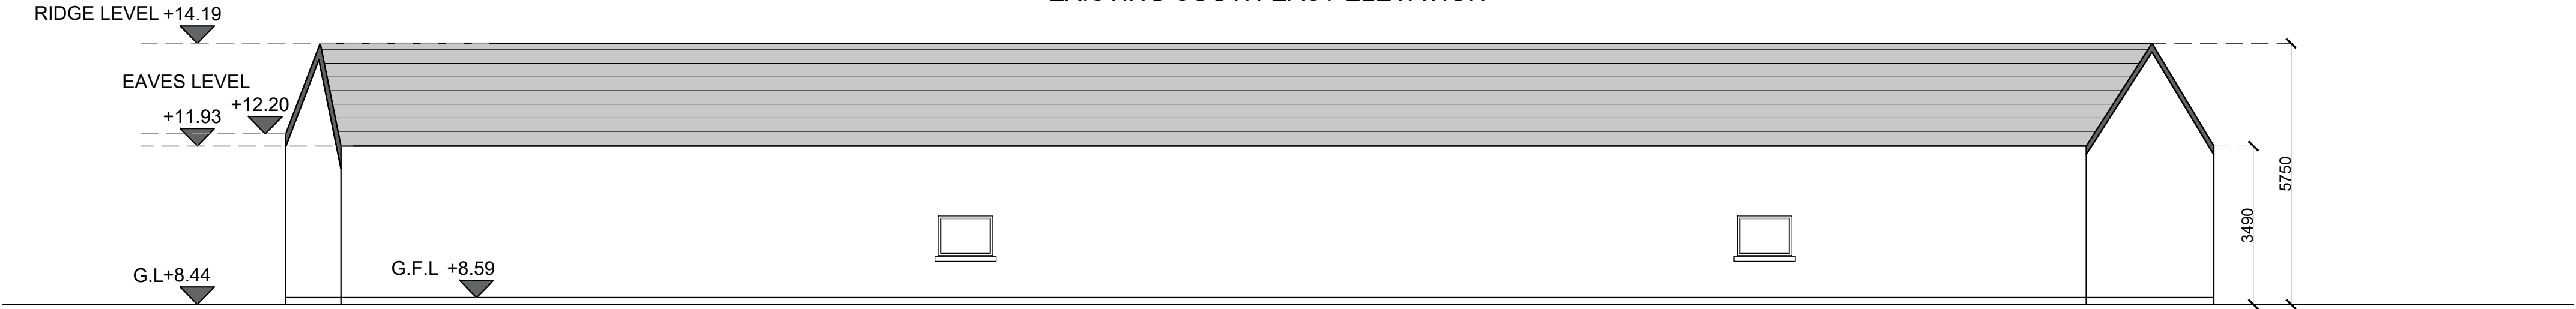 RIDGE LEVEL +14.19
EAVES LEVEL
+12.20
+11.93
G.L+8.44
G.F.L +8.59
3490
5750